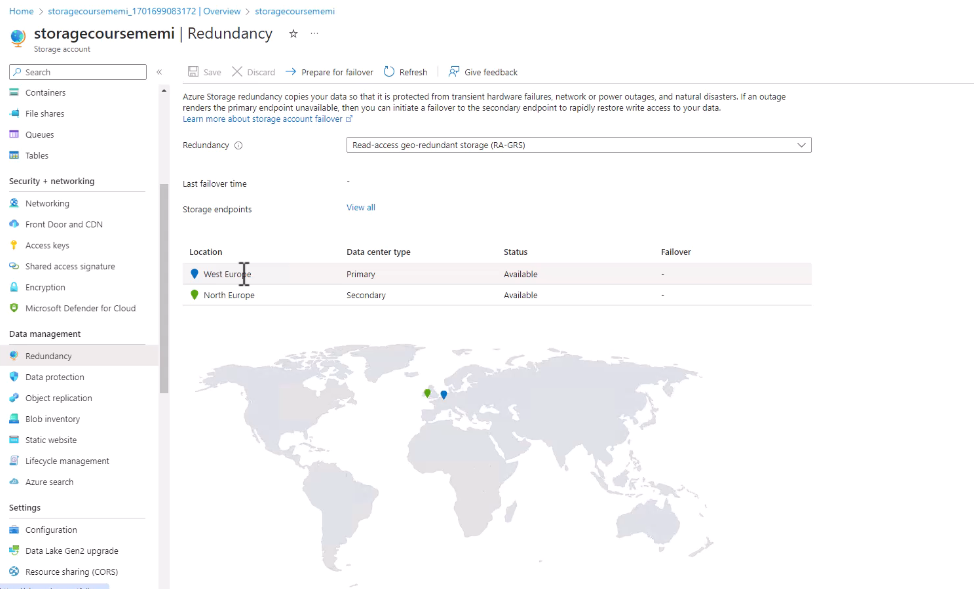 Home > storagecoursememi_1701699083172 | Overview > storagecoursememi
storagecoursememi | Redundancy
Storage account
Search
Save Discard Prepare for failover Refresh Give feedback
Containers
File shares
Queues
Tables
Security + networking
Networking
Front Door and CDN
Access keys
Shared access signature
Encryption
Microsoft Defender for Cloud
Data management
Redundancy
Data protection
Object replication
Blob inventory
Static website
Lifecycle management
Azure search
Settings
Configuration
Data Lake Gen2 upgrade
Resource sharing (CORS)
Azure Storage redundancy copies your data so that it is protected from transient hardware failures, network or power outages, and natural disasters. If an outage
renders the primary endpoint unavailable, then you can initiate a failover to the secondary endpoint to rapidly restore write access to your data.
Learn more about storage account failover
Redundancy Read-access geo-redundant storage (RA-GRS)
Last failover time -
Storage endpoints View all
Location Data center type Status Failover
West Europe Primary Available -
North Europe Secondary Available -